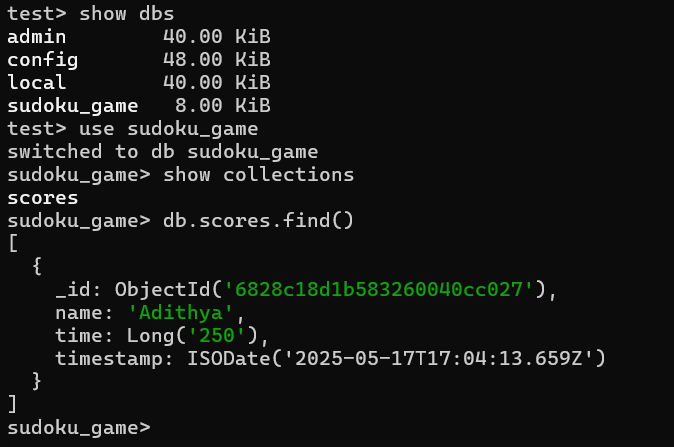 test> show dbs
admin         40.00 KiB
config        48.00 KiB
local         40.00 KiB
sudoku_game   8.00 KiB
test> use sudoku_game
switched to db sudoku_game
sudoku_game> show collections
scores
sudoku_game> db.scores.find()
[
  {
    _id: ObjectId('6828c18d1b583260040cc027'),
    name: 'Adithya',
    time: Long('250'),
    timestamp: ISODate('2025-05-17T17:04:13.659Z')
  }
]
sudoku_game>